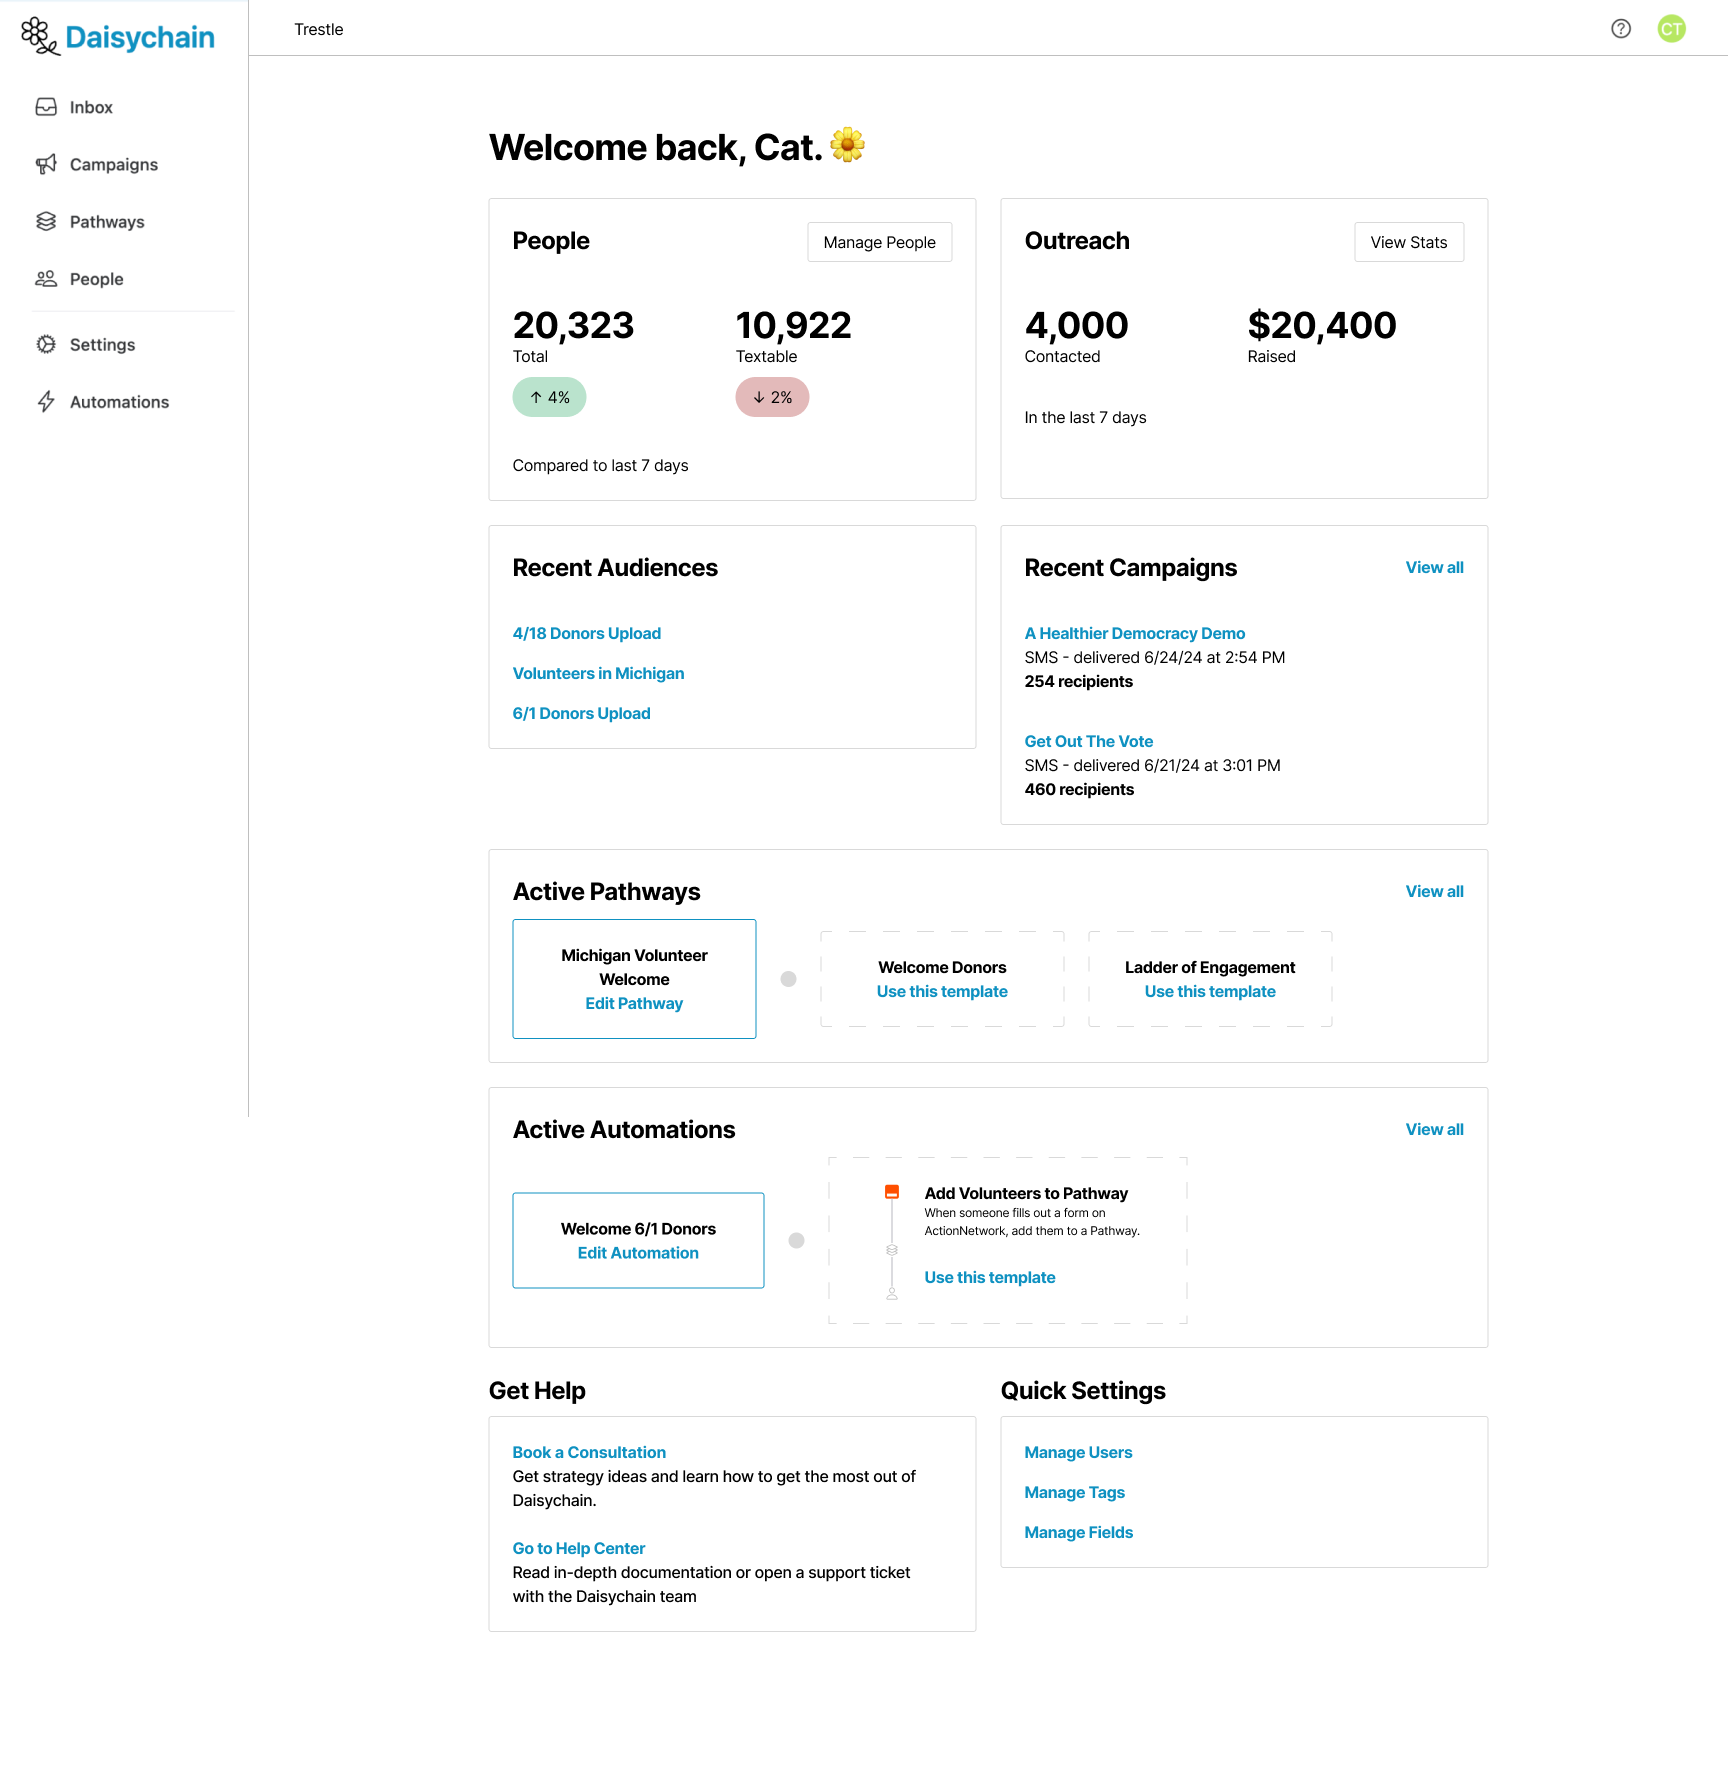 Daisychain
Trestle
CT
Inbox
Campaigns
Pathways
People
Settings
Automations
Welcome back, Cat.
People
Manage People
20,323
Total
↑ 4%
10,922
Textable
↓ 2%
Compared to last 7 days
Outreach
View Stats
4,000
Contacted
$20,400
Raised
In the last 7 days
Recent Audiences
4/18 Donors Upload
Volunteers in Michigan
6/1 Donors Upload
Recent Campaigns
View all
A Healthier Democracy Demo
SMS - delivered 6/24/24 at 2:54 PM
254 recipients
Get Out The Vote
SMS - delivered 6/21/24 at 3:01 PM
460 recipients
Active Pathways
View all
Michigan Volunteer
Welcome
Edit Pathway
Welcome Donors
Use this template
Ladder of Engagement
Use this template
Active Automations
View all
Welcome 6/1 Donors
Edit Automation
Add Volunteers to Pathway
When someone fills out a form on
ActionNetwork, add them to a Pathway.
Use this template
Get Help
Book a Consultation
Get strategy ideas and learn how to get the most out of
Daisychain.
Go to Help Center
Read in-depth documentation or open a support ticket
with the Daisychain team
Quick Settings
Manage Users
Manage Tags
Manage Fields